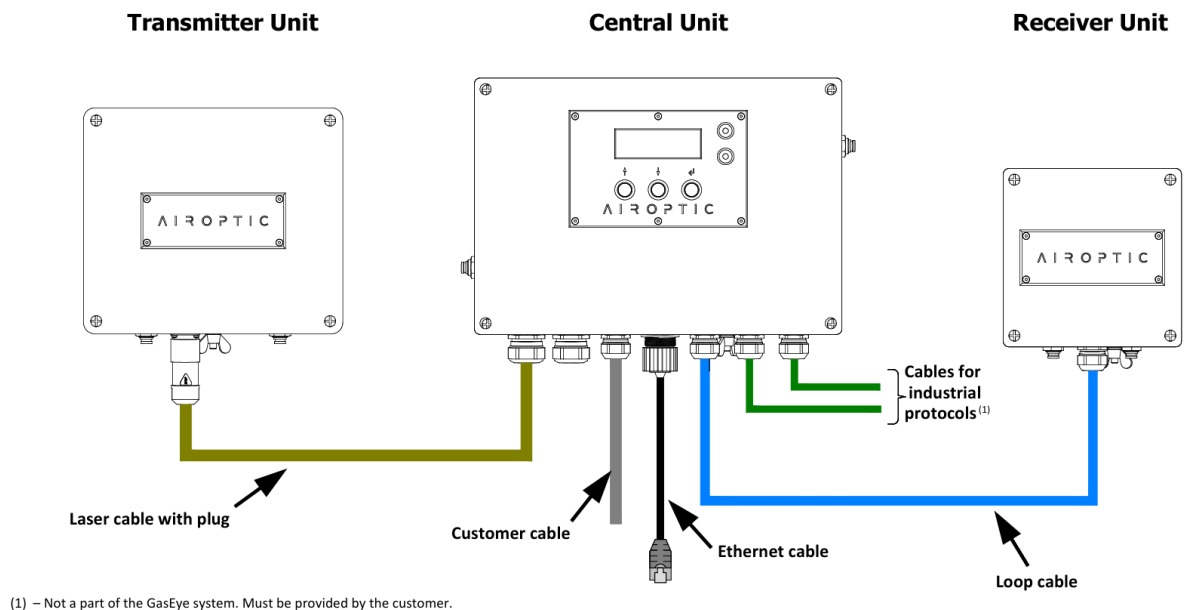 Transmitter Unit
Central Unit
Receiver Unit
AIROPTIC
AIROPTIC
AIROPTIC
Cables for
industrial
protocols (1)
Laser cable with plug
Customer cable
Ethernet cable
Loop cable
(1) – Not a part of the GasEye system. Must be provided by the customer.